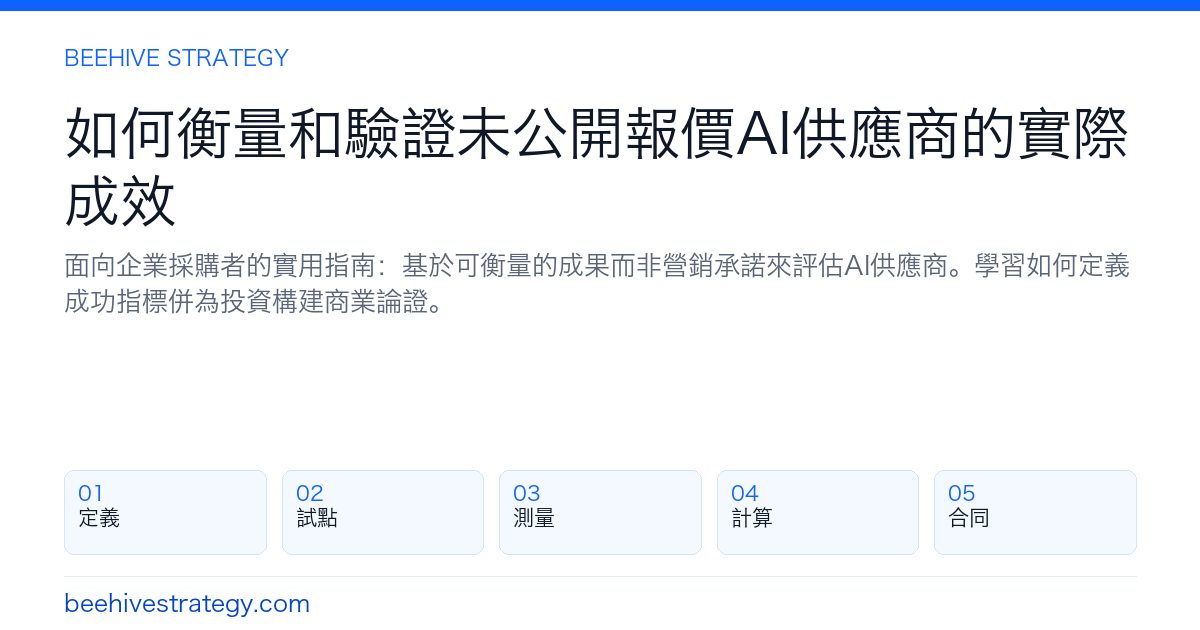 BEEHIVE STRATEGY
如何衡量和驗證未公開報價AI供應商的實際
成效
面向企業採購者的實用指南：基於可衡量的成果而非營銷承諾來評估AI供應商。學習如何定義
成功指標併為投資構建商業論證。
01
定義
02
試點
03
測量
04
計算
05
合同
beehivestrategy.com